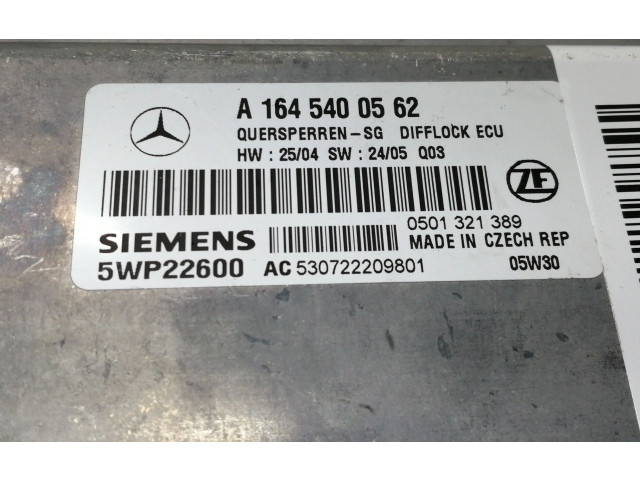 A 164 540 05 62
QUERSPERREN-SG DIFFLOCK ECU
HW : 25/04 SW : 24/05 Q03
ZF
0501 321 389
SIEMENS
MADE IN CZECH REP
5WP22600
AC 530722209801
05W30